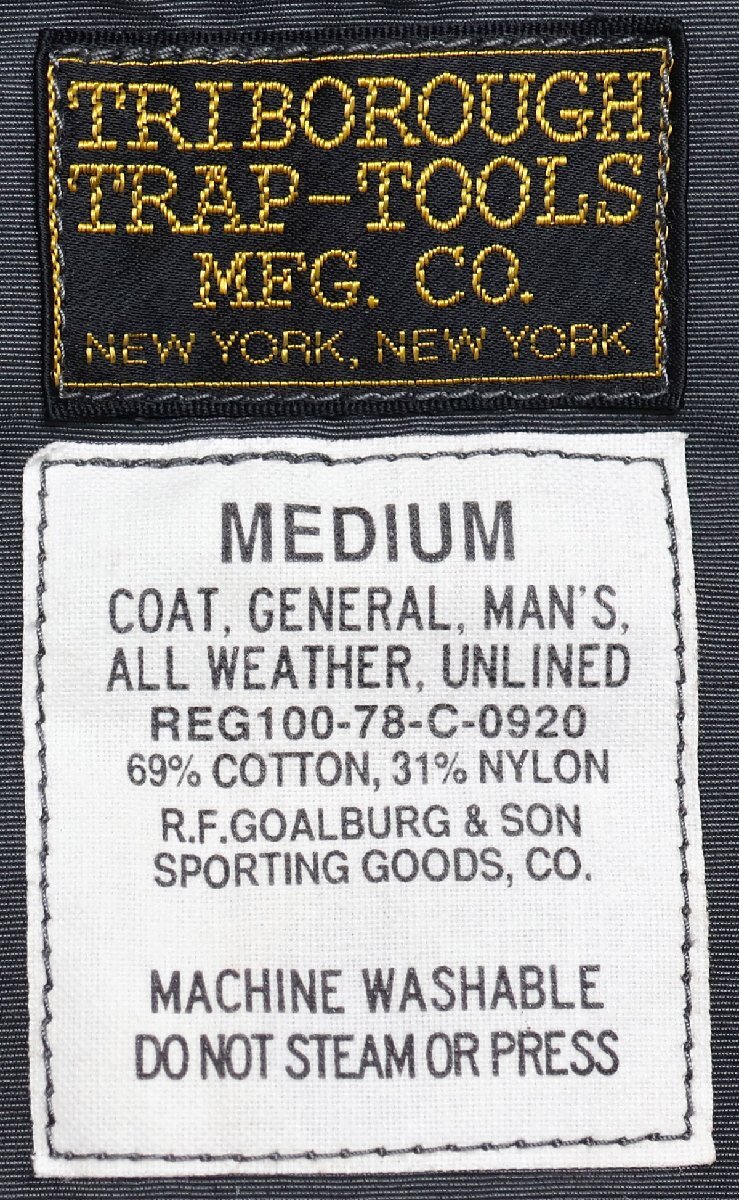 TRIBOROUGH
TRAP-TOOLS
MFG. CO.
NEW YORK, NEW YORK
MEDIUM
COAT, GENERAL, MAN'S,
ALL WEATHER, UNLINED
REG100-78-C-0920
69% COTTON, 31% NYLON
R.F.GOALBURG & SON
SPORTING GOODS, CO.
MACHINE WASHABLE
DO NOT STEAM OR PRESS